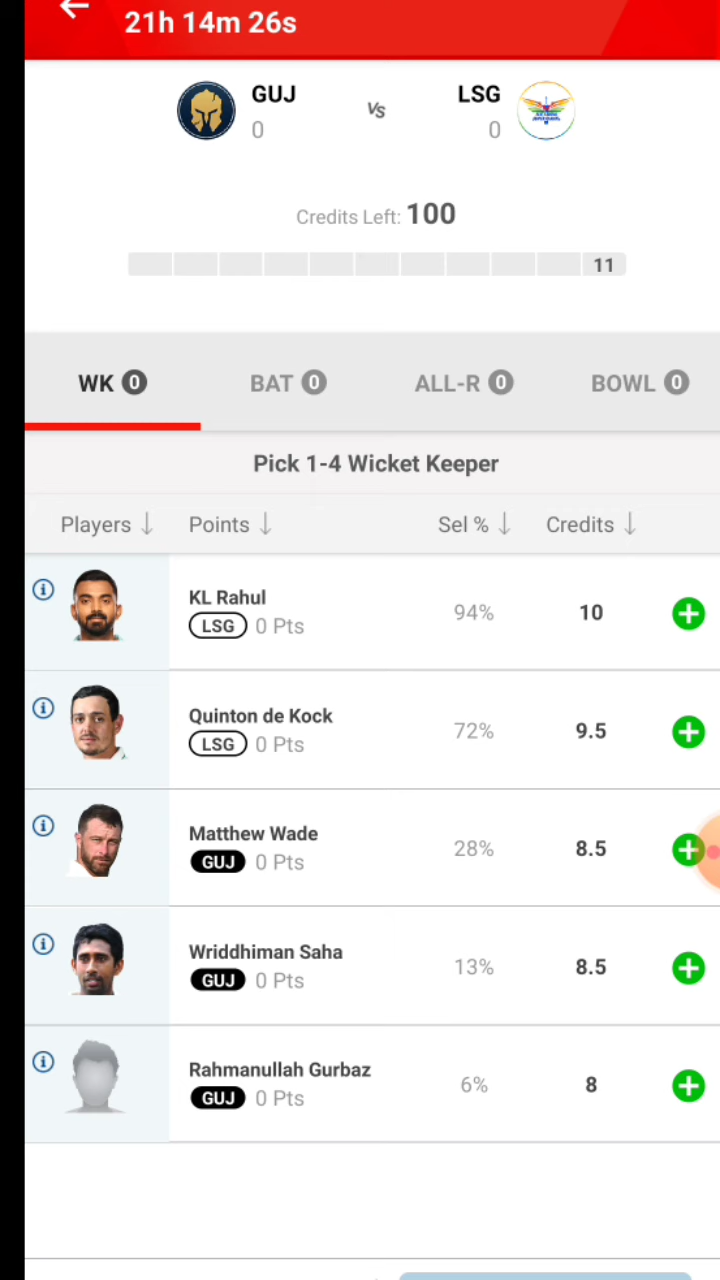 21h 14m 26s
GUJ vs LSG
0 0
Credits Left: 100
11
WK 0 BAT 0 ALL-R 0 BOWL 0
Pick 1-4 Wicket Keeper
Players ↓ Points ↓ Sel % ↓ Credits ↓
KL Rahul
LSG 0 Pts 94% 10
Quinton de Kock
LSG 0 Pts 72% 9.5
Matthew Wade
GUJ 0 Pts 28% 8.5
Wriddhiman Saha
GUJ 0 Pts 13% 8.5
Rahmanullah Gurbaz
GUJ 0 Pts 6% 8